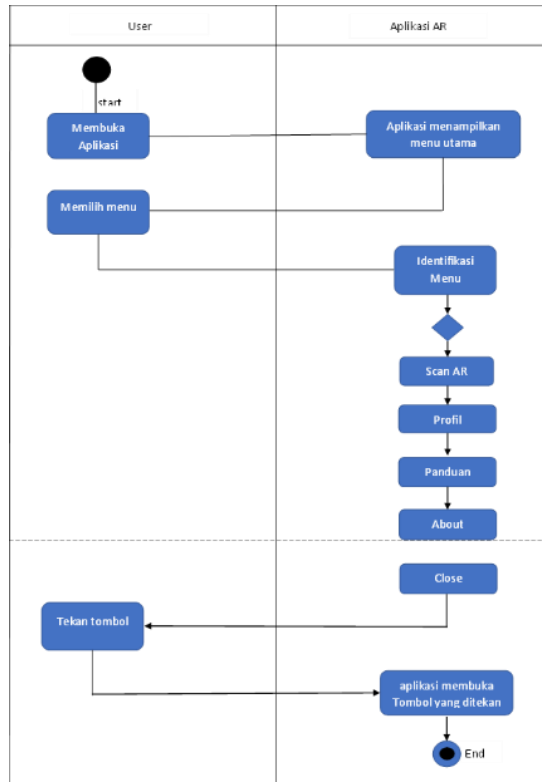 User
Aplikasi AR
start
Membuka
Aplikasi
Aplikasi menampilkan
menu utama
Memilih menu
Identifikasi
Menu
Scan AR
Profil
Panduan
About
Close
Tekan tombol
aplikasi membuka
Tombol yang ditekan
End